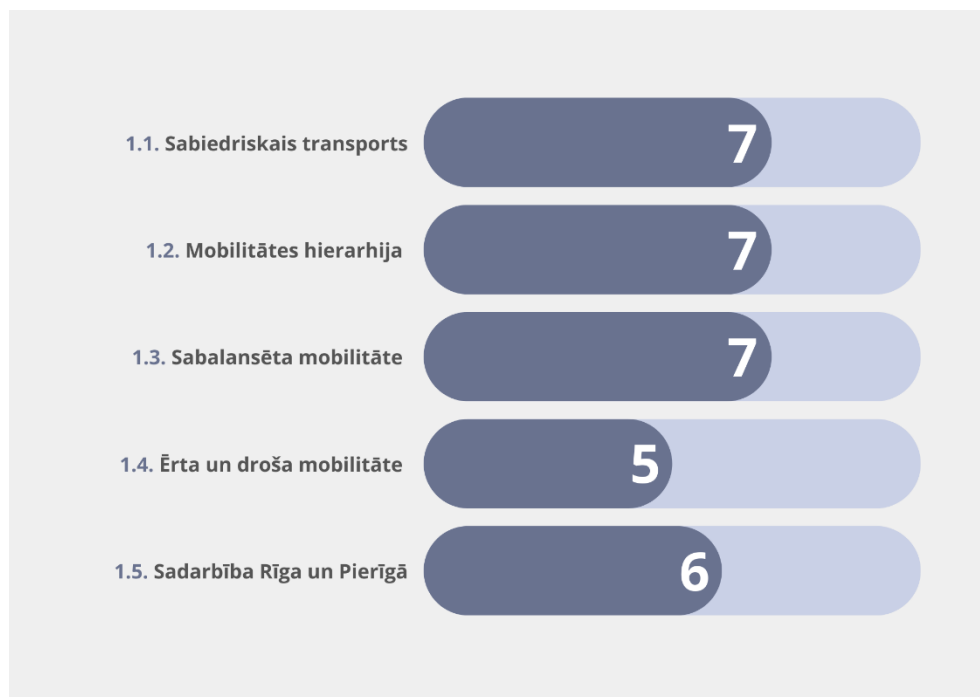 1.1. Sabiedriskais transports 7
1.2. Mobilitātes hierarhija 7
1.3. Sabalansēta mobilitāte 7
1.4. Ērta un droša mobilitāte 5
1.5. Sadarbība Rīga un Pierīgā 6